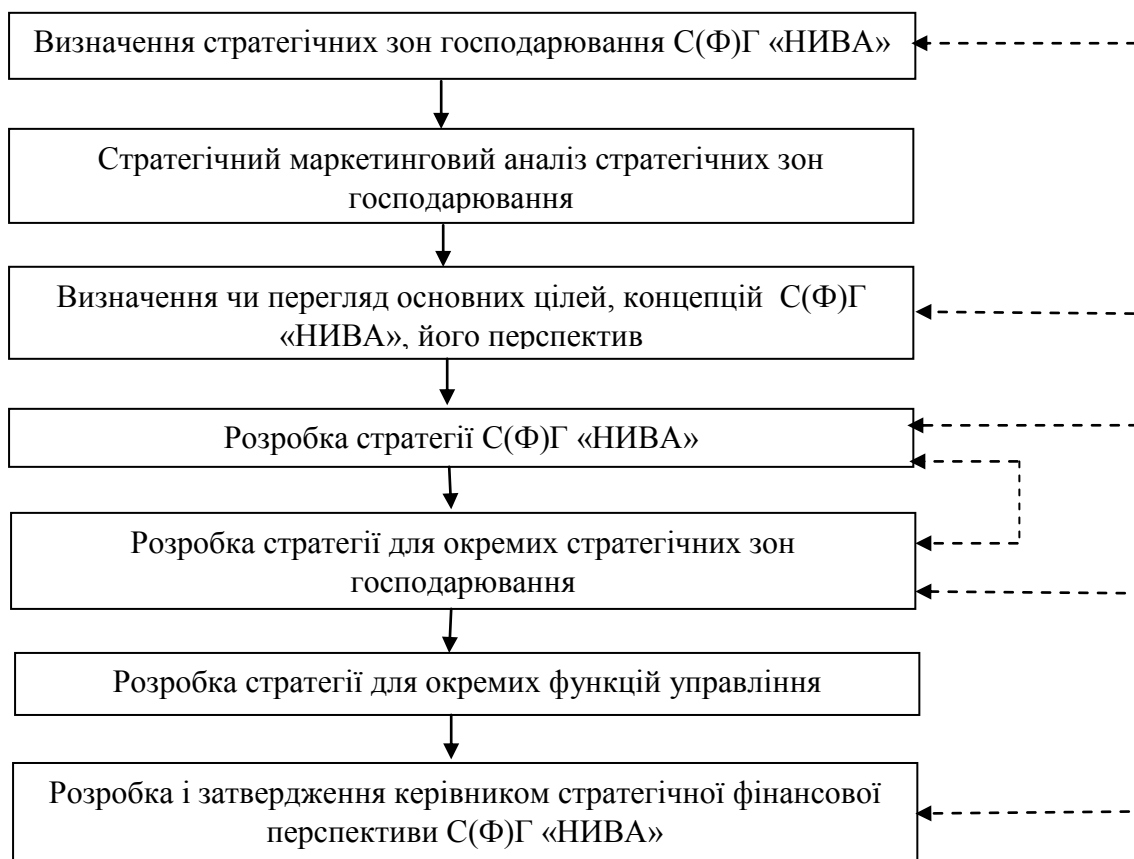 Визначення стратегічних зон господарювання С(Ф)Г «НИВА»
Стратегічний маркетинговий аналіз стратегічних зон
господарювання
Визначення чи перегляд основних цілей, концепцій С(Ф)Г
«НИВА», його перспектив
Розробка стратегії С(Ф)Г «НИВА»
Розробка стратегії для окремих стратегічних зон
господарювання
Розробка стратегії для окремих функцій управління
Розробка і затвердження керівником стратегічної фінансової
перспективи С(Ф)Г «НИВА»